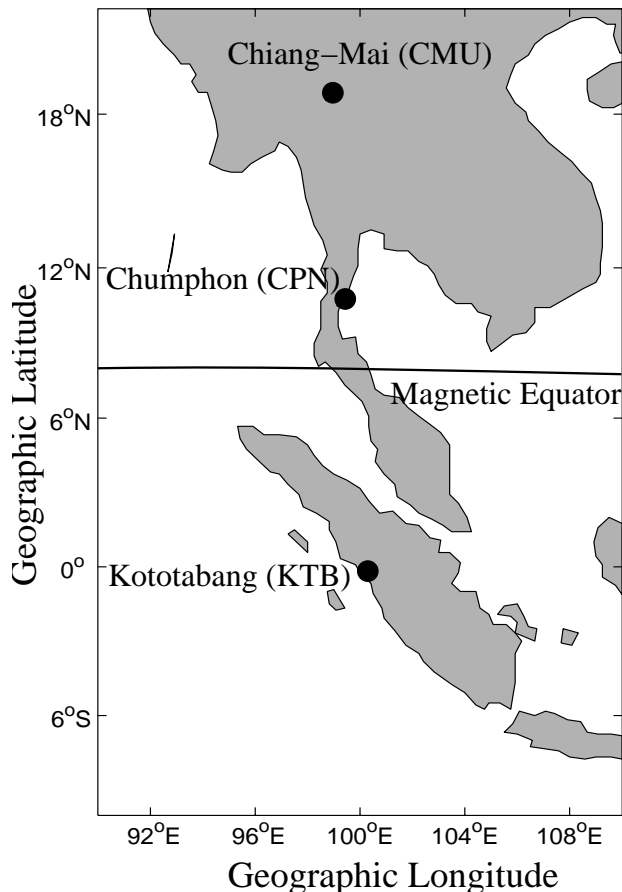 Chiang−Mai (CMU)
18°N
12°N
Chumphon (CPN)
Magnetic Equator
6°N
Geographic Latitude
0°
Kototabang (KTB)
6°S
92°E 96°E 100°E 104°E 108°E
Geographic Longitude